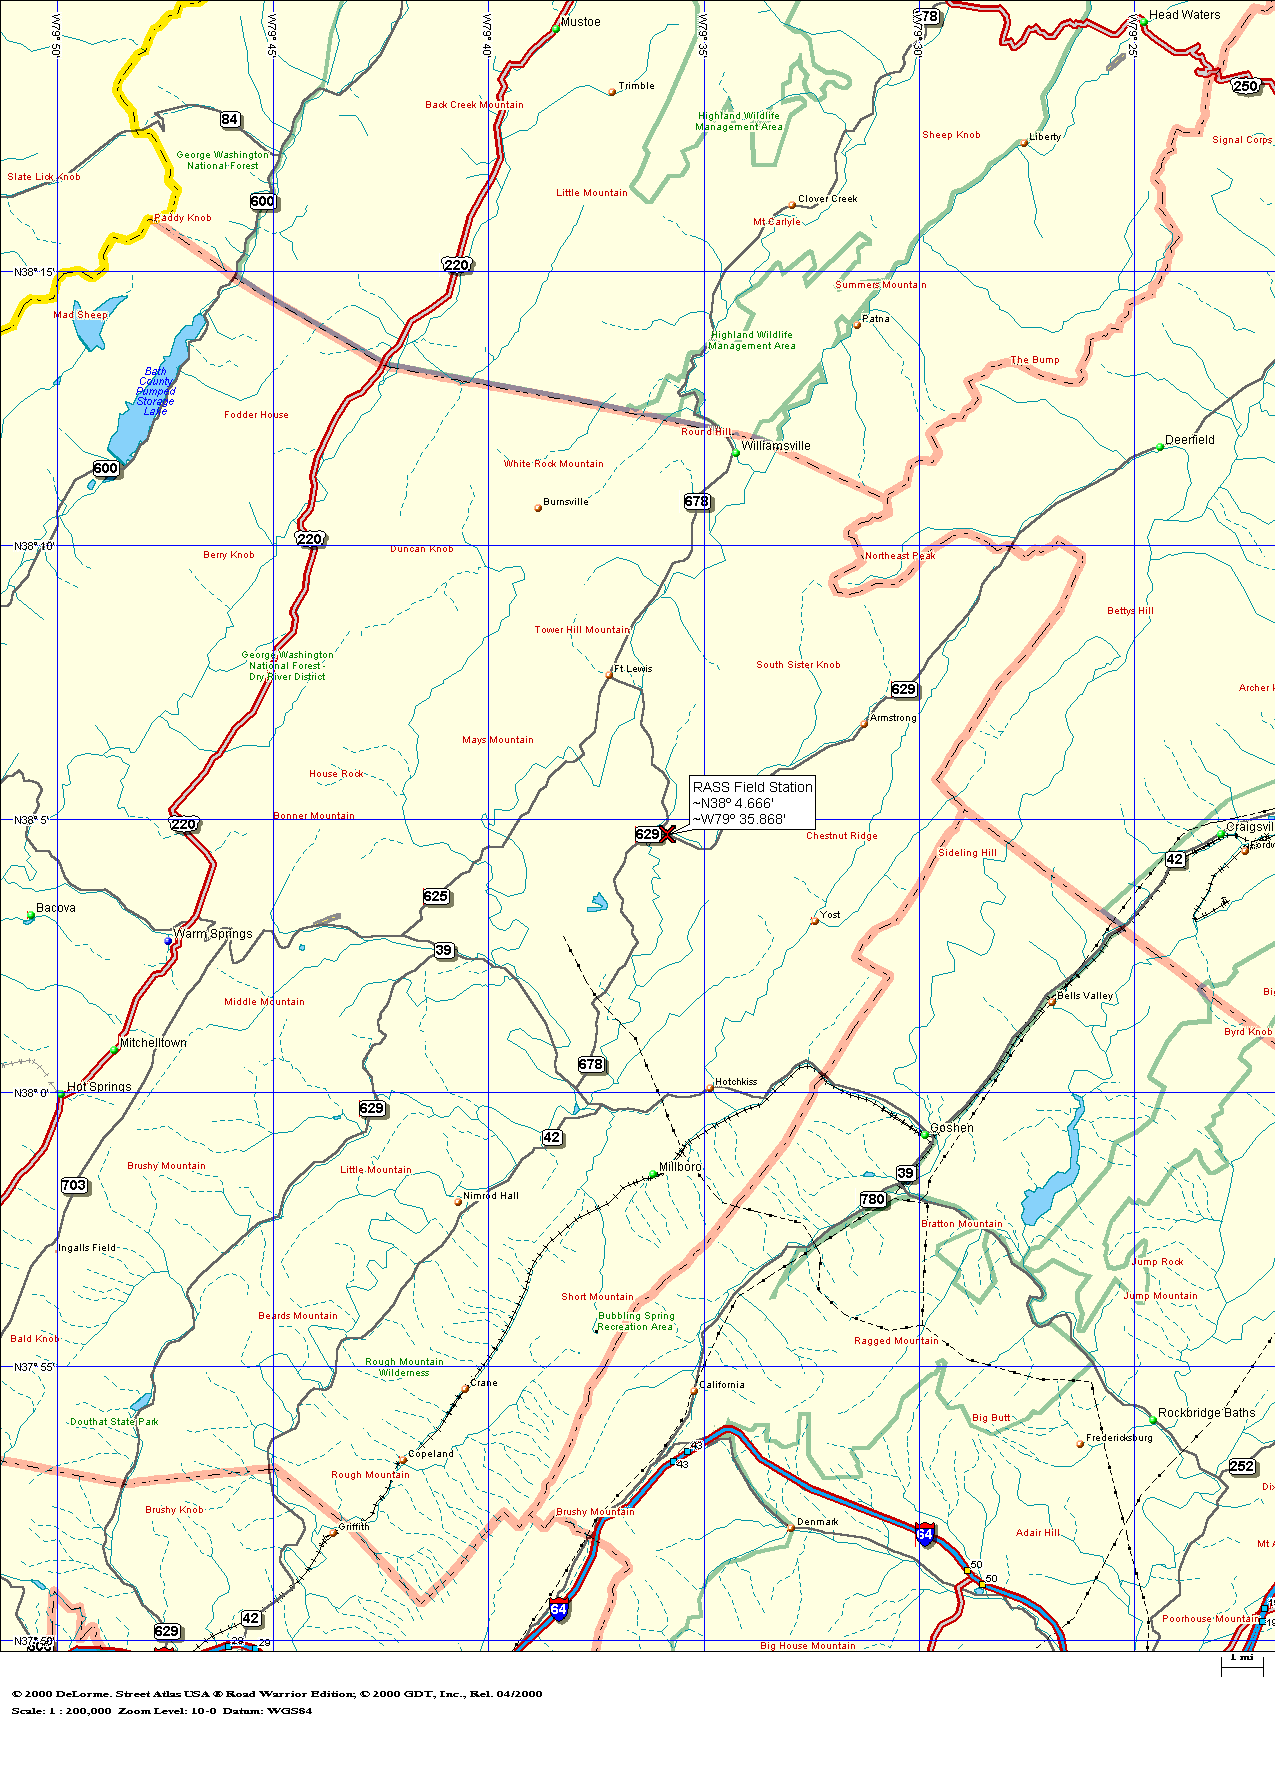 W79° 50'
W79° 45'
W79° 40'
W79° 35'
W79° 30'
W79° 25'
Mustoe
678
Head Waters
250
Trimble
Back Creek Mountain
84
Highland Wildlife
Management Area
Sheep Knob
Liberty
Signal Corps
George Washington
National Forest
Slate Lick Knob
600
Little Mountain
Clover Creek
Paddy Knob
Mt Carlyle
N38° 15'
220
Summers Mountain
Mad Sheep
Patna
Highland Wildlife
Management Area
The Bump
Bath
County
Pumped
Storage
Lake
Fodder House
Round Hill
Williamsville
Deerfield
600
White Rock Mountain
Burnsville
678
N38° 10'
220
Berry Knob
Duncan Knob
Northeast Peak
Bettys Hill
Tower Hill Mountain
George Washington
National Forest -
Dry River District
Ft Lewis
South Sister Knob
629
Archer
Armstrong
Mays Mountain
House Rock
RASS Field Station
~N38° 4.666'
~W79° 35.868'
N38° 5'
220
Bonner Mountain
629
Chestnut Ridge
Craigsvil
Sideling Hill
42
625
Bacova
Yost
Warm Springs
39
Middle Mountain
Bells Valley
Big
Byrd Knob
Mitchelltown
678
Hot Springs
N38° 0'
Hotchkiss
629
Goshen
42
Brushy Mountain
Little Mountain
Millboro
39
703
Nimrod Hall
780
Bratton Mountain
Ingalls Field
Jump Rock
Short Mountain
Jump Mountain
Beards Mountain
Bubbling Spring
Recreation Area
Bald Knob
Ragged Mountain
Rough Mountain
Wilderness
N37° 55'
Crane
California
Douthat State Park
Big Butt
Rockbridge Baths
Fredericksburg
43
43
Copeland
Rough Mountain
252
Brushy Knob
Brushy Mountain
Griffith
Denmark
64
Adair Hill
Mt
50
50
64
42
629
Poorhouse Mountain
N37° 50'
29
29
Big House Mountain
1 mi
© 2000 DeLorme. Street Atlas USA ® Road Warrior Edition; © 2000 GDT, Inc., Rel. 04/2000
Scale: 1 : 200,000 Zoom Level: 10-0 Datum: WGS84